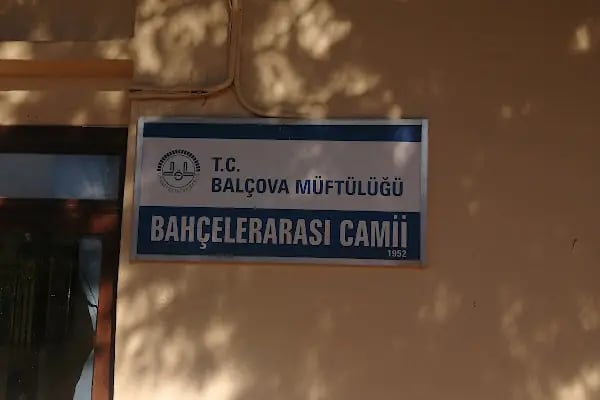 T.C.
BALÇOVA MÜFTÜLÜĞÜ
BAHÇELERARASI CAMİİ
1952